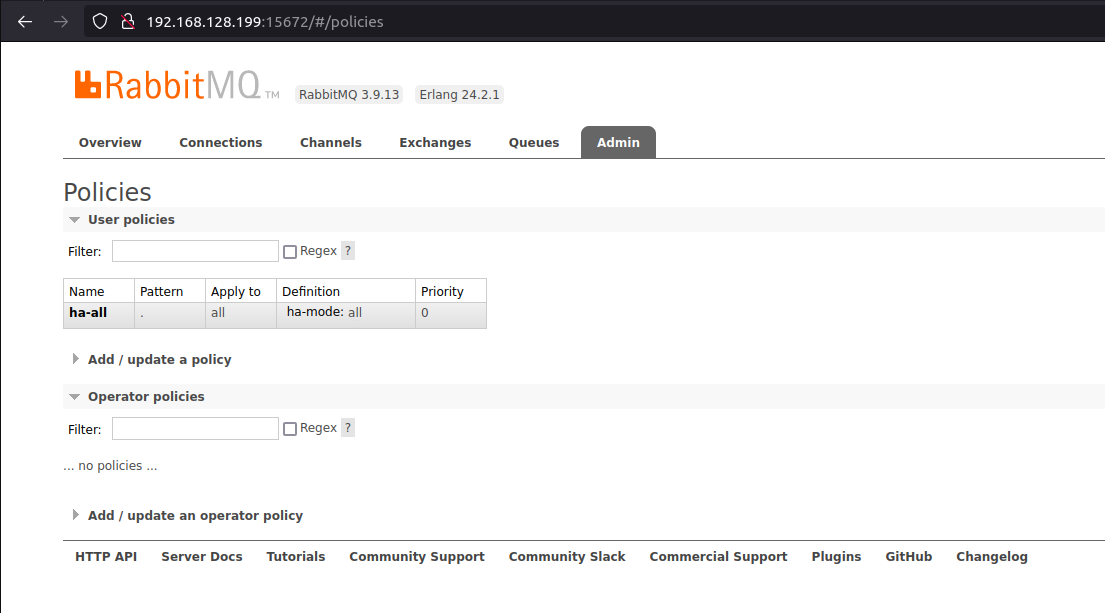 192.168.128.199:15672/#/policies
RabbitMQ TM RabbitMQ 3.9.13 Erlang 24.2.1
Overview Connections Channels Exchanges Queues Admin
Policies
User policies
Filter: Regex ?
Name Pattern Apply to Definition Priority
ha-all . all ha-mode: all 0
Add / update a policy
Operator policies
Filter: Regex ?
... no policies ...
Add / update an operator policy
HTTP API Server Docs Tutorials Community Support Community Slack Commercial Support Plugins GitHub Changelog